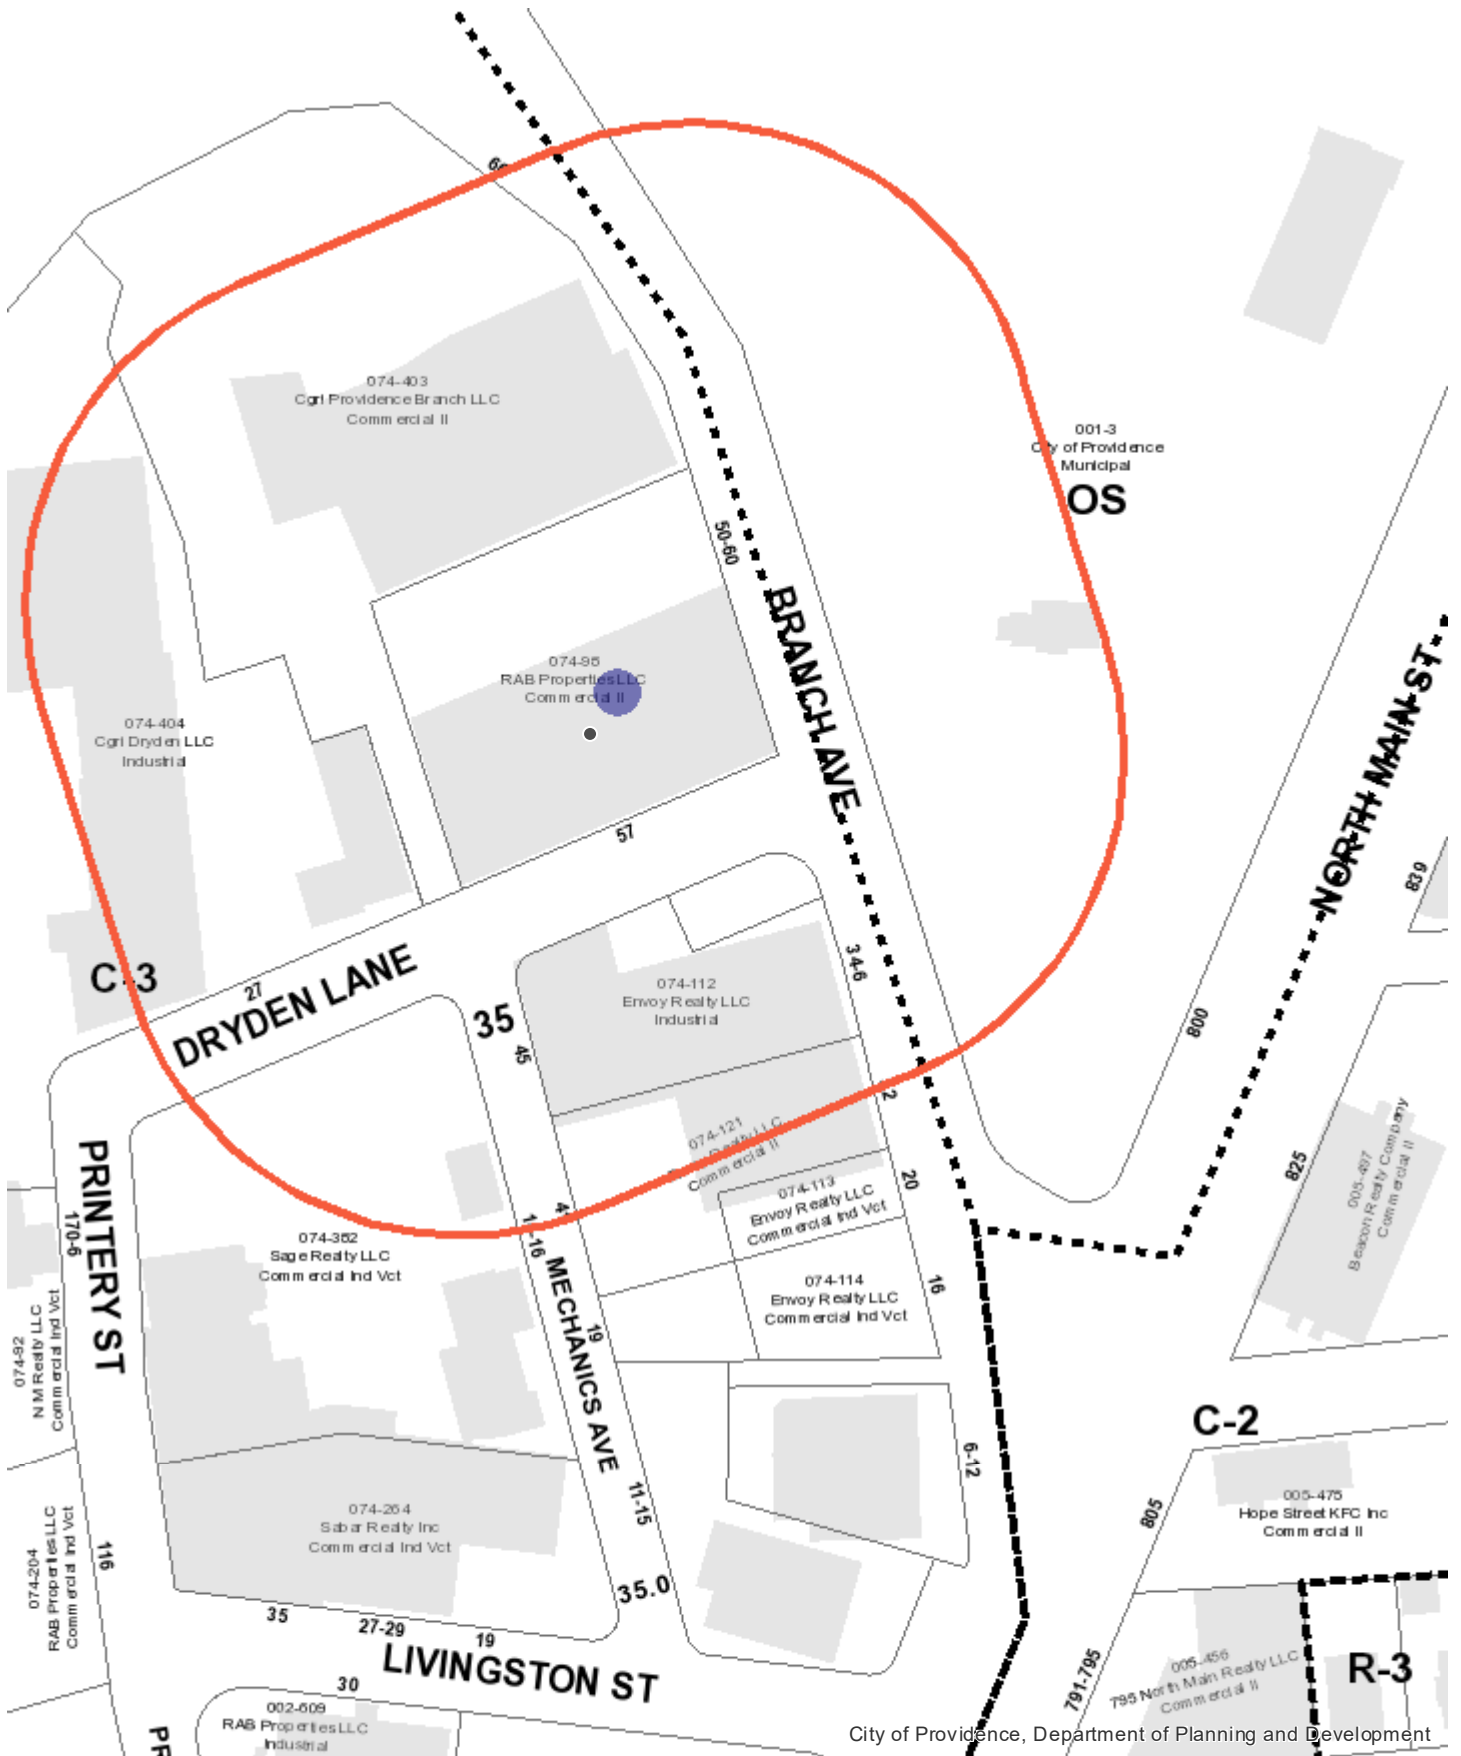 074-403
Cgri Providence Branch LLC
Commercial II
001-3
City of Providence
Municipal
OS
50-60
BRANCH AVE
074-98
RAB Properties LLC
Commercial II
074-404
Cgri Dryden LLC
Industrial
NORTH MAIN ST
57
839
C-3
27
DRYDEN LANE
35
45
074-112
Envoy Realty LLC
Industrial
34-6
800
2
074-121
Realty LLC
Commercial II
074-113
Envoy Realty LLC
Commercial Ind Vct
20
825
005-497
Beacon Realty Company
Commercial II
PRINTERY ST
170-6
074-382
Sage Realty LLC
Commercial Ind Vct
MECHANICS AVE
19
074-114
Envoy Realty LLC
Commercial Ind Vct
16
074-92
N M Realty LLC
Commercial Ind Vct
C-2
6-12
11-15
074-264
Sabar Realty Inc
Commercial Ind Vct
805
005-475
Hope Street KFC Inc
Commercial II
074-204
RAB Properties LLC
Commercial Ind Vct
116
35.0
35
27-29
19
LIVINGSTON ST
30
002-609
RAB Properties LLC
Industrial
791-795
005-456
795 North Main Realty LLC
Commercial II
R-3
PR
City of Providence, Department of Planning and Development